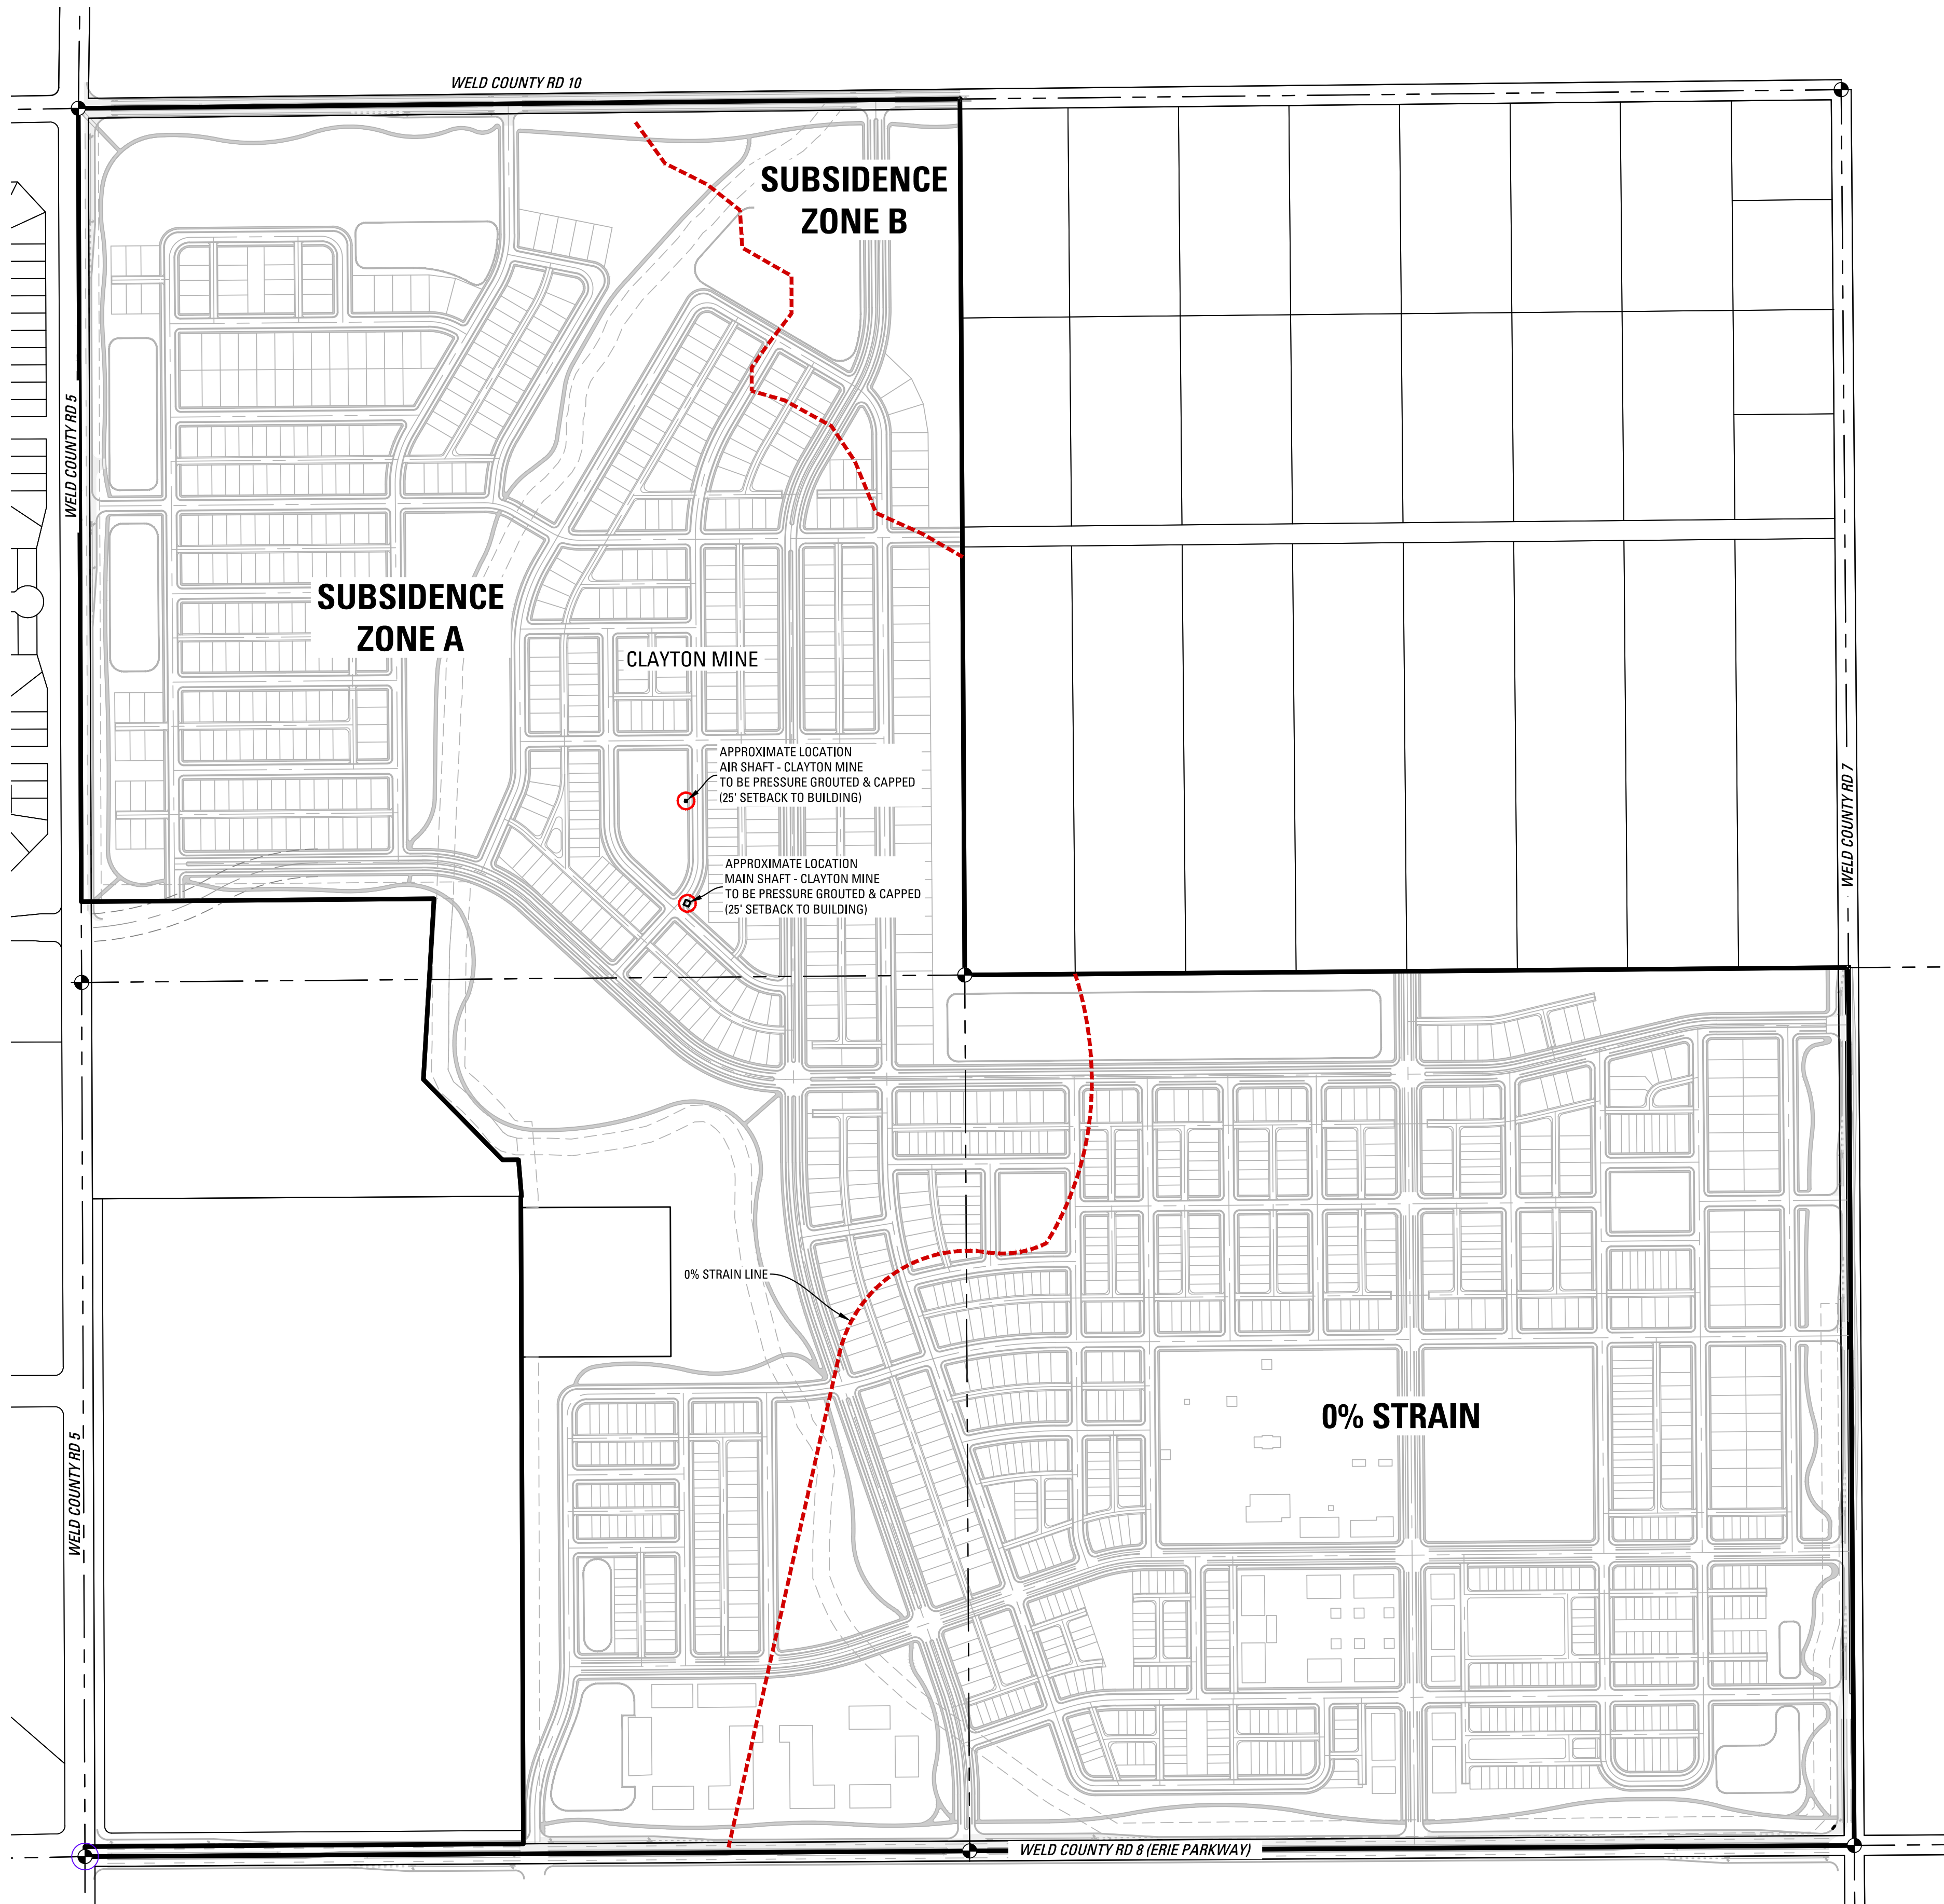 WELD COUNTY RD 10
SUBSIDENCE
ZONE B
WELD COUNTY RD 5
SUBSIDENCE
ZONE A
CLAYTON MINE
APPROXIMATE LOCATION
AIR SHAFT - CLAYTON MINE
TO BE PRESSURE GROUTED & CAPPED
(25' SETBACK TO BUILDING)
WELD COUNTY RD 7
APPROXIMATE LOCATION
MAIN SHAFT - CLAYTON MINE
TO BE PRESSURE GROUTED & CAPPED
(25' SETBACK TO BUILDING)
0% STRAIN LINE
0% STRAIN
WELD COUNTY RD 5
WELD COUNTY RD 8 (ERIE PARKWAY)